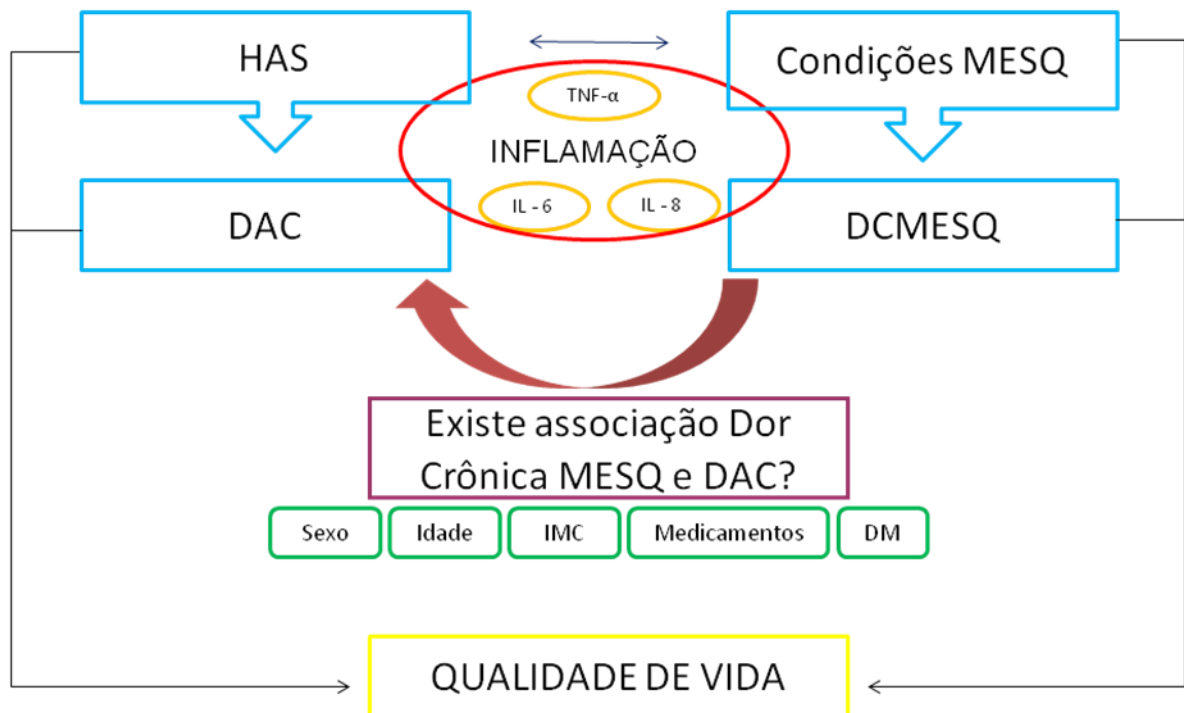 HAS
Condições MESQ
TNF-α
INFLAMAÇÃO
IL - 6
IL - 8
DAC
DCMESQ
Existe associação Dor
Crônica MESQ e DAC?
Sexo
Idade
IMC
Medicamentos
DM
QUALIDADE DE VIDA